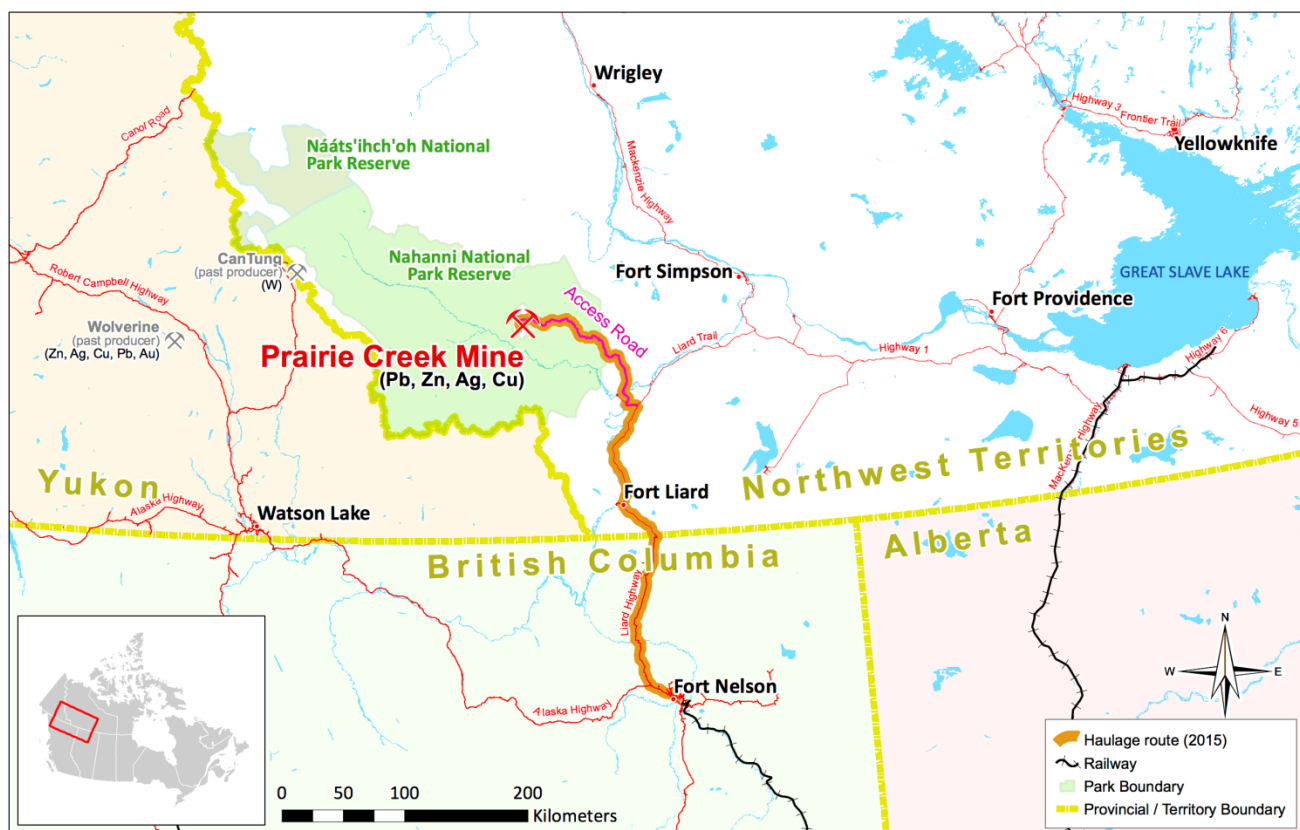 Wrigley
Highway 3
Frontier Trail
Yellowknife
Canol Road
Nááts'ihch'oh National
Park Reserve
Mackenzie Highway
CanTung
(past producer)
(W)
Nahanni National
Park Reserve
Fort Simpson
GREAT SLAVE LAKE
Robert Campbell Highway
Fort Providence
Access Road
Wolverine
(past producer)
(Zn, Ag, Cu, Pb, Au)
Liard Trail
Highway 1
Highway 6
Prairie Creek Mine
(Pb, Zn, Ag, Cu)
MacKenzie Highway
Highway 5
Yukon
Northwest Territories
Fort Liard
Alaska Highway
Watson Lake
British Columbia
Alberta
Liard Highway
N
W
E
S
Fort Nelson
Alaska Highway
Haulage route (2015)
Railway
Park Boundary
Provincial / Territory Boundary
0 50 100 200
Kilometers